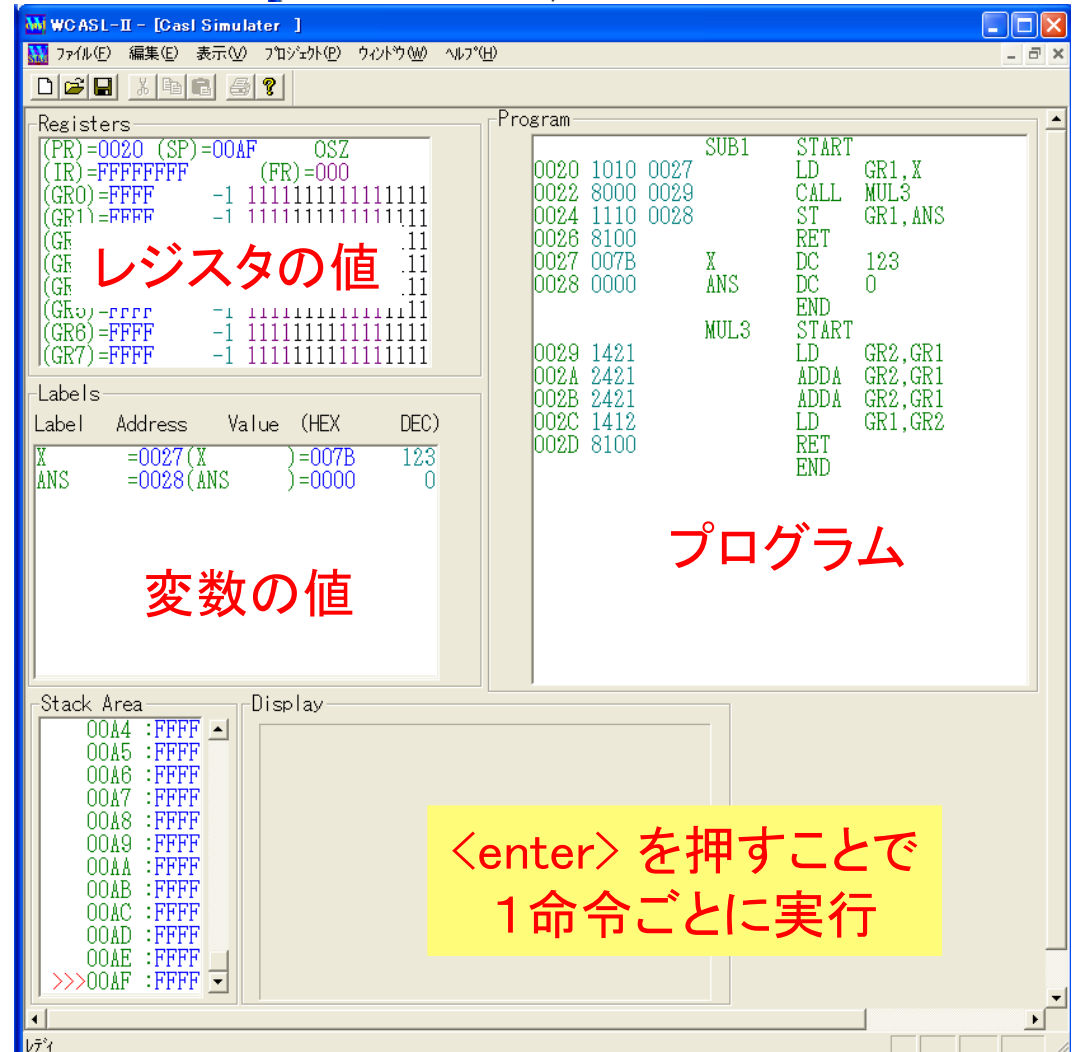 WCASL-II - [Casl Simulater ]
ファイル(F) 編集(E) 表示(V) プロジェクト(P) ウィンドウ(W) ヘルプ(H)
Registers
(PR)=0020 (SP)=00AF OSZ
(IR)=FFFFFFFF (FR)=000
(GR0)=FFFF -1 1111111111111111
(GR1)=FFFF -1 1111111111111111
レジスタの値
(GR6)=FFFF -1 1111111111111111
(GR7)=FFFF -1 1111111111111111
Labels
Label Address Value (HEX DEC)
X =0027(X )=007B 123
ANS =0028(ANS )=0000 0
変数の値
Program
SUB1 START
0020 1010 0027 LD GR1,X
0022 8000 0029 CALL MUL3
0024 1110 0028 ST GR1,ANS
0026 8100 RET
0027 007B X DC 123
0028 0000 ANS DC 0
END
MUL3 START
0029 1421 LD GR2,GR1
002A 2421 ADDA GR2,GR1
002B 2421 ADDA GR2,GR1
002C 1412 LD GR1,GR2
002D 8100 RET
END
プログラム
Stack Area
00A4 :FFFF
00A5 :FFFF
00A6 :FFFF
00A7 :FFFF
00A8 :FFFF
00A9 :FFFF
00AA :FFFF
00AB :FFFF
00AC :FFFF
00AD :FFFF
00AE :FFFF
>>>00AF :FFFF
Display
<enter> を押すことで
1命令ごとに実行
レディ